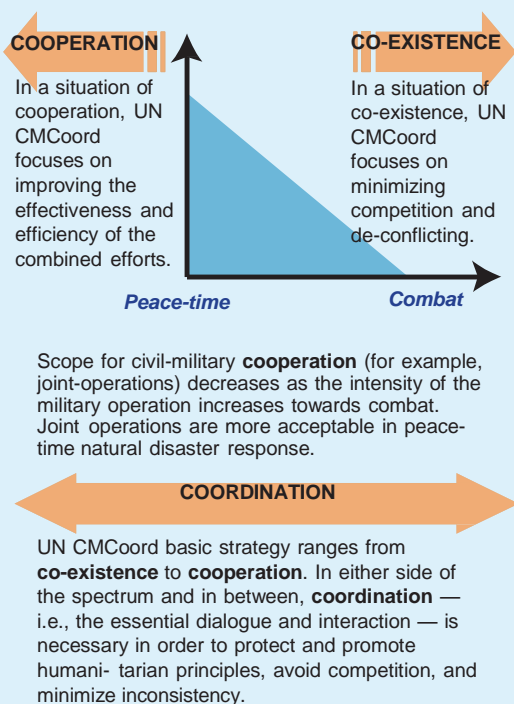 COOPERATION
In a situation of
cooperation, UN
CMCoord
focuses on
improving the
effectiveness and
efficiency of the
combined efforts.
CO-EXISTENCE
In a situation of
co-existence, UN
CMCoord
focuses on
minimizing
competition and
de-conflicting.
Peace-time
Combat
Scope for civil-military cooperation (for example,
joint-operations) decreases as the intensity of the
military operation increases towards combat.
Joint operations are more acceptable in peace-
time natural disaster response.
COORDINATION
UN CMCoord basic strategy ranges from
co-existence to cooperation. In either side of
the spectrum and in between, coordination —
i.e., the essential dialogue and interaction — is
necessary in order to protect and promote
humani- tarian principles, avoid competition, and
minimize inconsistency.